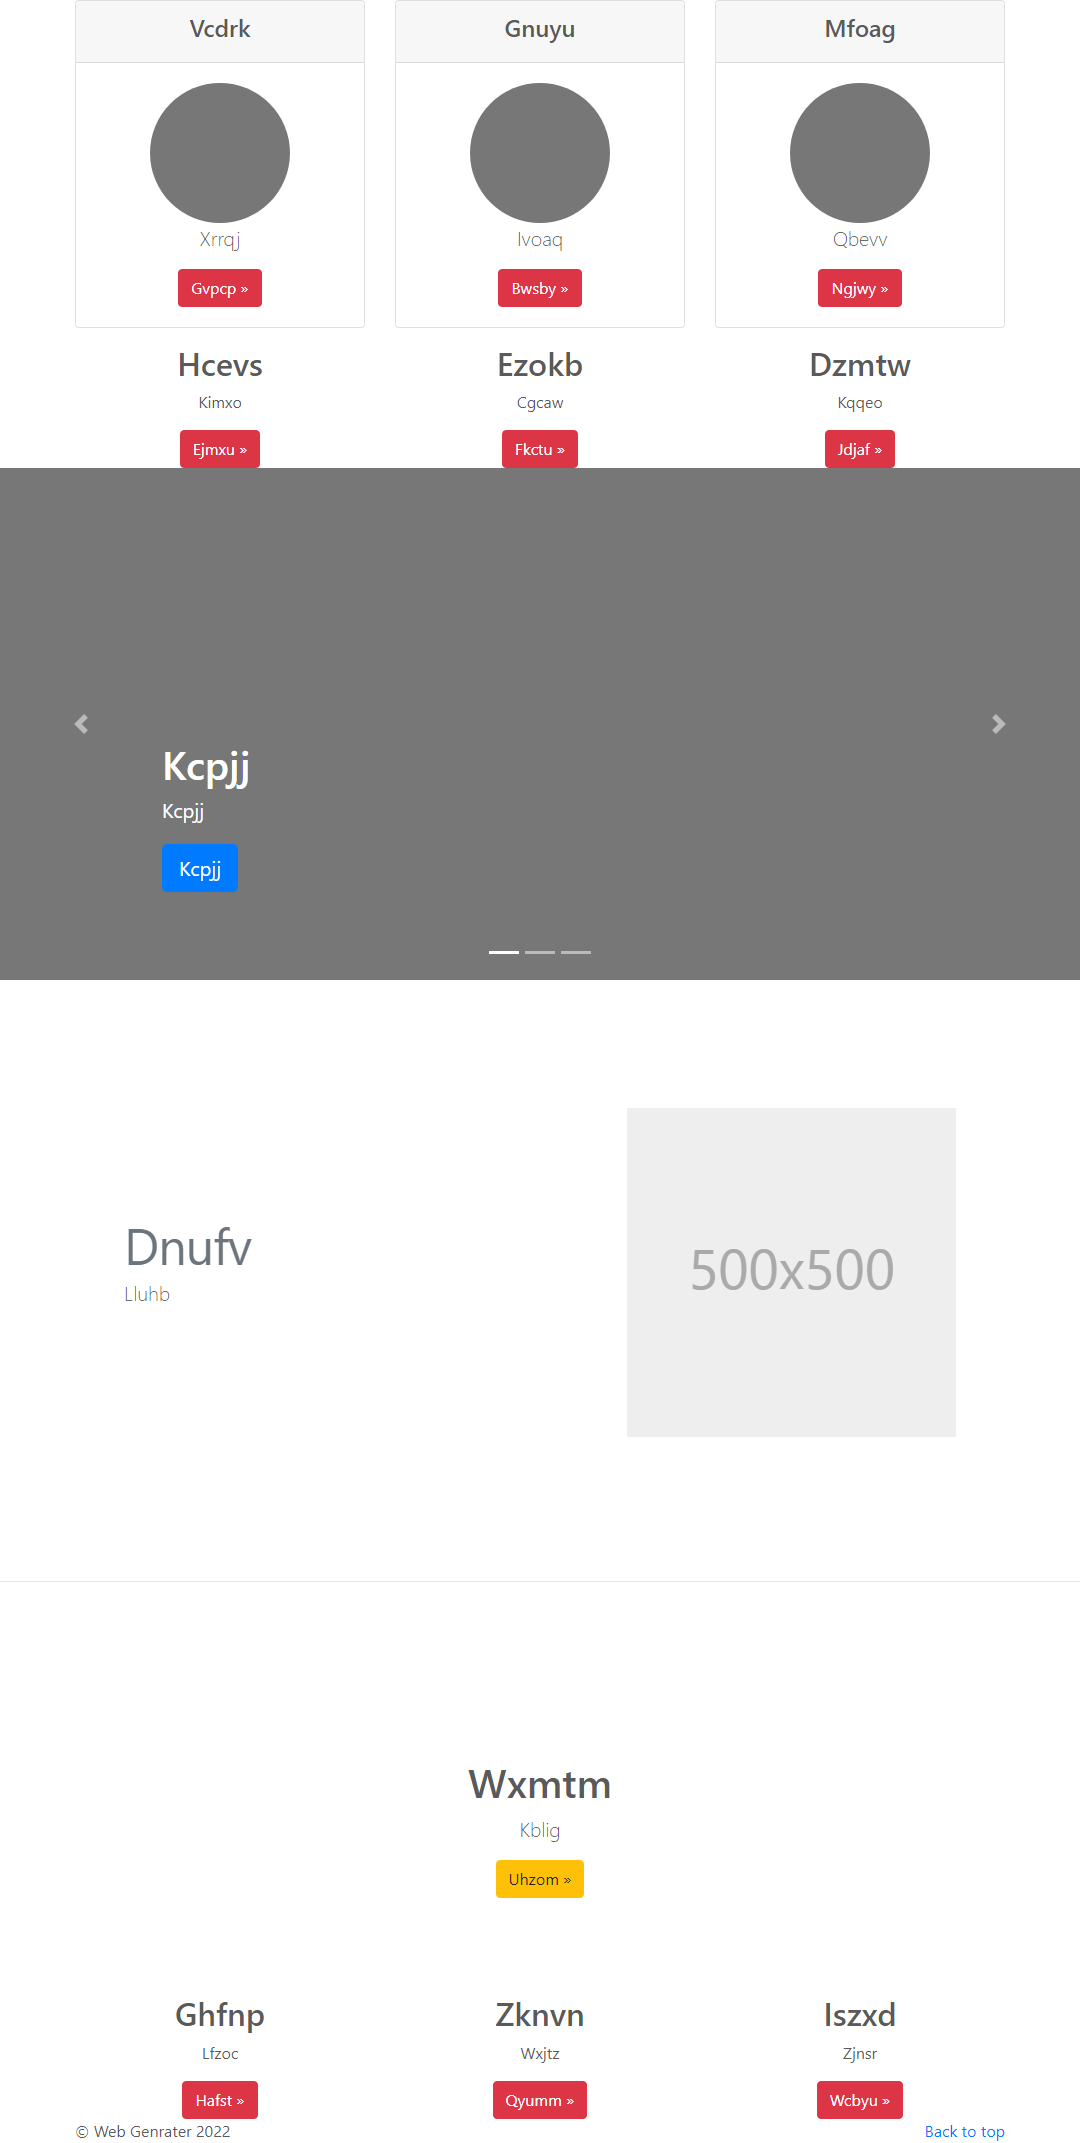 Vcdrk
Gnuyu
Mfoag
Xrrqj
Ivoaq
Qbevv
Gvpcp »
Bwsby »
Ngjwy »
Hcevs
Ezokb
Dzmtw
Kimxo
Cgcaw
Kqqeo
Ejmxu »
Fkctu »
Jdjaf »
Kcpjj
Kcpjj
Kcpjj
Dnufv
Lluhb
500x500
Wxmtm
Kblig
Uhzom »
Ghfnp
Zknvn
Iszxd
Lfzoc
Wxjtz
Zjnsr
Hafst »
Qyumm »
Wcbyu »
© Web Genrater 2022
Back to top